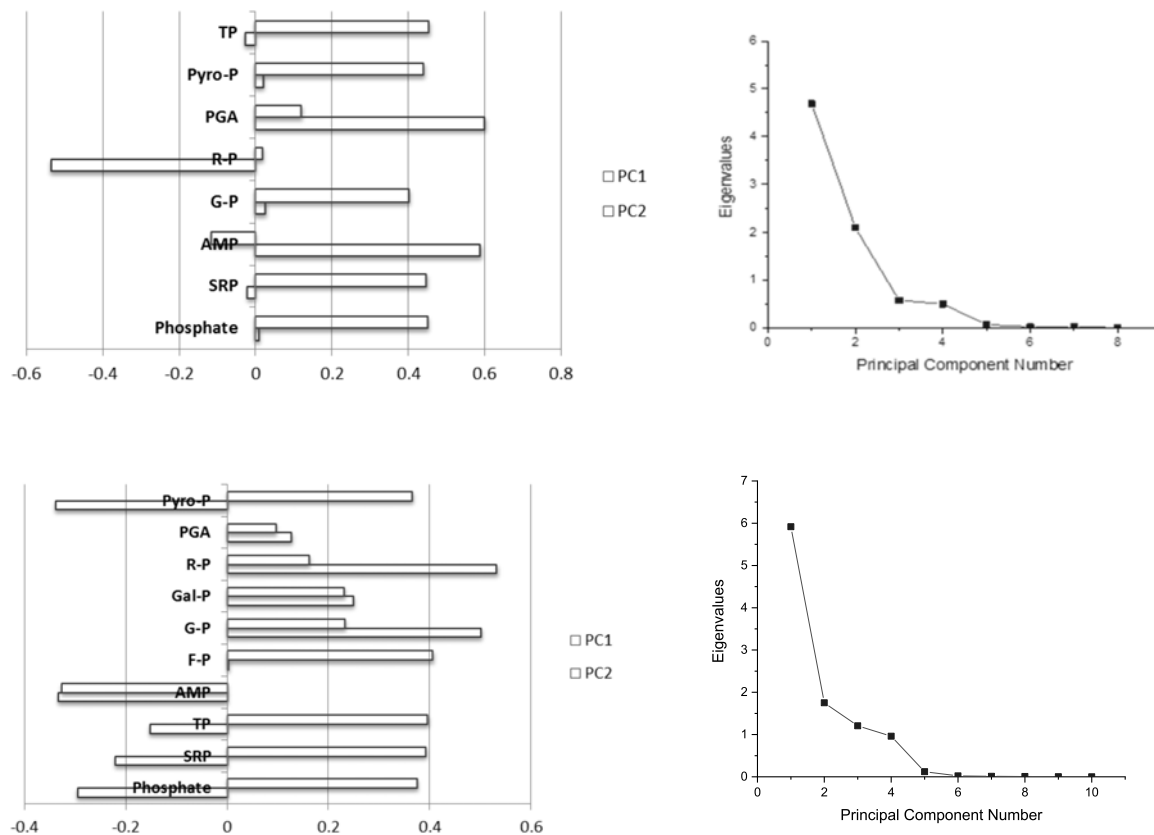 TP
Pyro-P
PGA
R-P
G-P
AMP
SRP
Phosphate
-0.6 -0.4 -0.2 0 0.2 0.4 0.6 0.8
PC1
PC2
6
5
4
3
2
1
0
0 2 4 6 8
Eigenvalues
Principal Component Number
Pyro-P
PGA
R-P
Gal-P
G-P
F-P
AMP
TP
SRP
Phosphate
-0.4 -0.2 0 0.2 0.4 0.6
PC1
PC2
7
6
5
4
3
2
1
0
0 2 4 6 8 10
Eigenvalues
Principal Component Number